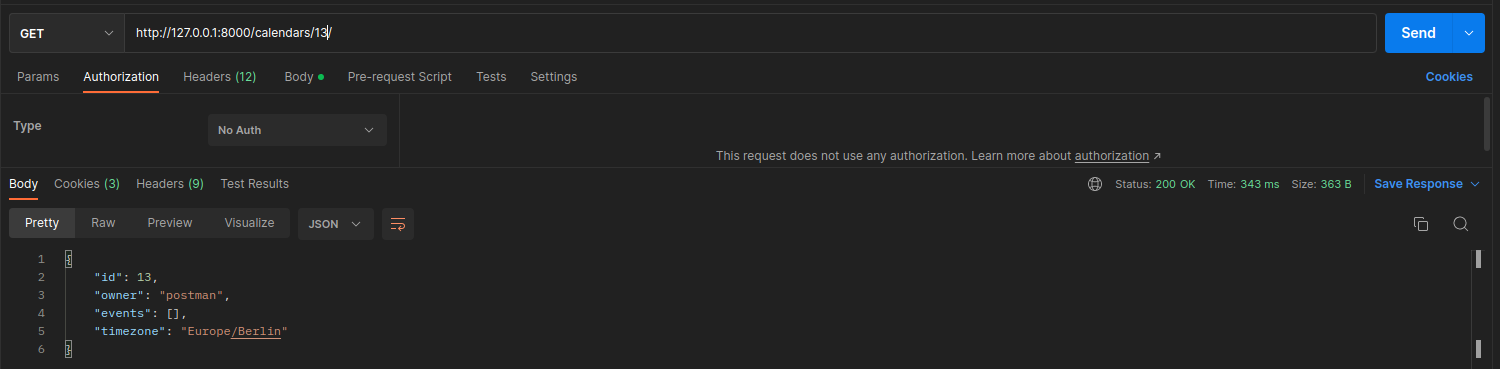 GET http://127.0.0.1:8000/calendars/13/ Send
Params Authorization Headers (12) Body Pre-request Script Tests Settings Cookies
Type No Auth
This request does not use any authorization. Learn more about authorization ↗
Body Cookies (3) Headers (9) Test Results Status: 200 OK Time: 343 ms Size: 363 B Save Response
Pretty Raw Preview Visualize JSON
1 {
2 "id": 13,
3 "owner": "postman",
4 "events": [],
5 "timezone": "Europe/Berlin"
6 }